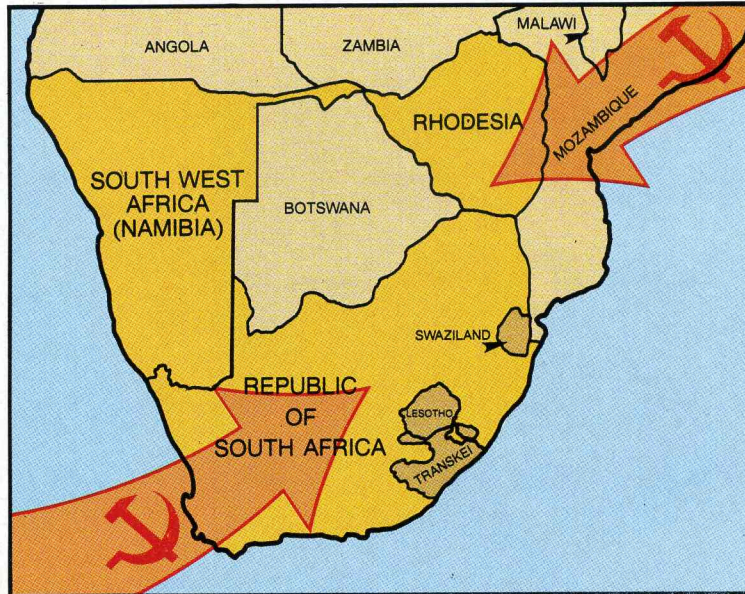 MALAWI
ANGOLA
ZAMBIA
RHODESIA
MOZAMBIQUE
SOUTH WEST
AFRICA
(NAMIBIA)
BOTSWANA
SWAZILAND
REPUBLIC
OF
SOUTH AFRICA
LESOTHO
TRANSKEI